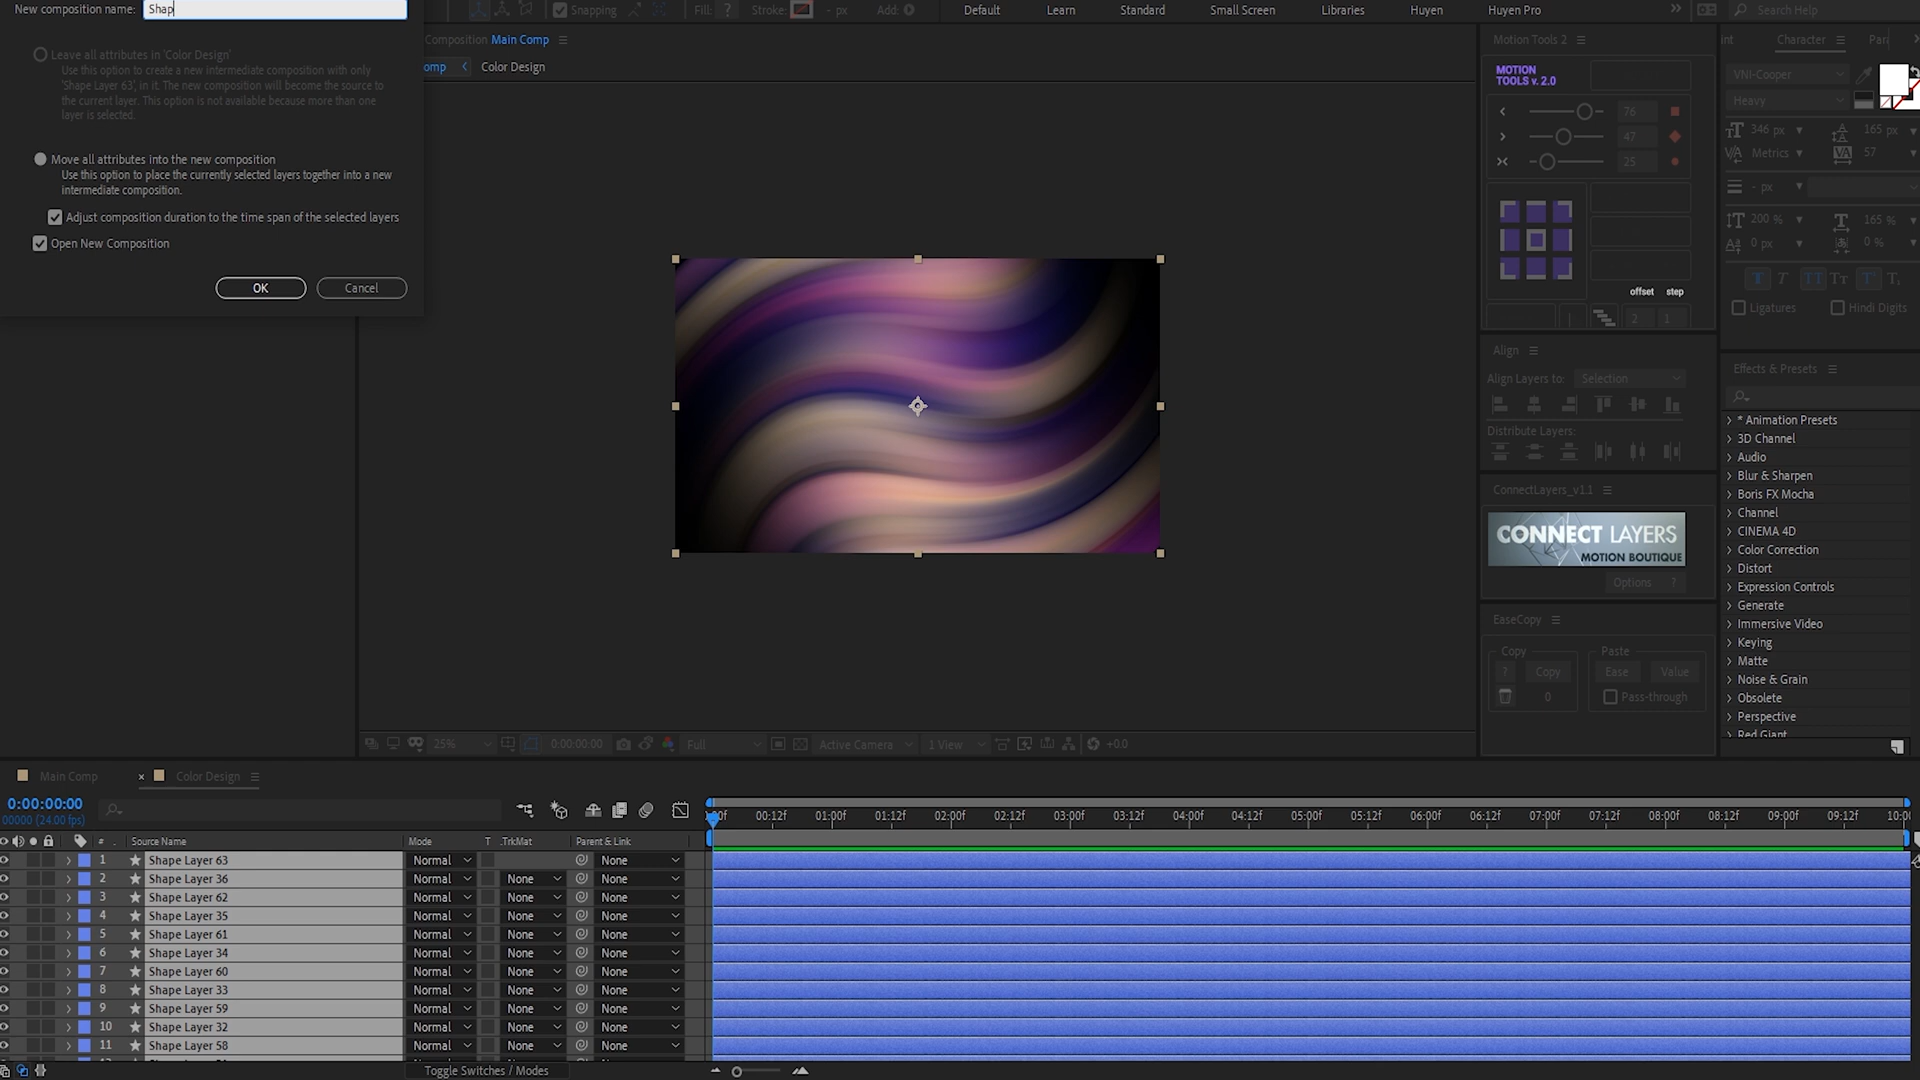 New composition name: Shap
Leave all attributes in 'Color Design'
Use this option to create a new intermediate composition with only
'Shape Layer 63', in it. The new composition will become the source to
the current layer. This option is not available because more than one
layer is selected.
Move all attributes into the new composition
Use this option to place the currently selected layers together into a new
intermediate composition.
Adjust composition duration to the time span of the selected layers
Open New Composition
OK Cancel
Snapping Fill: ? Stroke: - px Add:
Default Learn Standard Small Screen Libraries Huyen Huyen Pro Search Help
Composition Main Comp
omp Color Design
25% 0:00:00:00 Full Active Camera 1 View +0.0
Motion Tools 2
MOTION
TOOLS v. 2.0
76
47
25
offset step
2 1
Align
Align Layers to: Selection
Distribute Layers:
ConnectLayers_v1.1
CONNECT LAYERS
MOTION BOUTIQUE
Options ?
EaseCopy
Copy Paste
? Copy Ease Value
0 Pass-through
int Character Par
VNI-Cooper
Heavy
346 px 165 px
Metrics 57
- px
200 % 165 %
0 px 0 %
Ligatures Hindi Digits
Effects & Presets
* Animation Presets
3D Channel
Audio
Blur & Sharpen
Boris FX Mocha
Channel
CINEMA 4D
Color Correction
Distort
Expression Controls
Generate
Immersive Video
Keying
Matte
Noise & Grain
Obsolete
Perspective
Red Giant
Main Comp × Color Design
0:00:00:00
00000 (24.00 fps)
00:12f 01:00f 01:12f 02:00f 02:12f 03:00f 03:12f 04:00f 04:12f 05:00f 05:12f 06:00f 06:12f 07:00f 07:12f 08:00f 08:12f 09:00f 09:12f 10:00
# Source Name Mode T .TrkMat Parent & Link
1 Shape Layer 63 Normal None
2 Shape Layer 36 Normal None None
3 Shape Layer 62 Normal None None
4 Shape Layer 35 Normal None None
5 Shape Layer 61 Normal None None
6 Shape Layer 34 Normal None None
7 Shape Layer 60 Normal None None
8 Shape Layer 33 Normal None None
9 Shape Layer 59 Normal None None
10 Shape Layer 32 Normal None None
11 Shape Layer 58 Normal None None
Toggle Switches / Modes